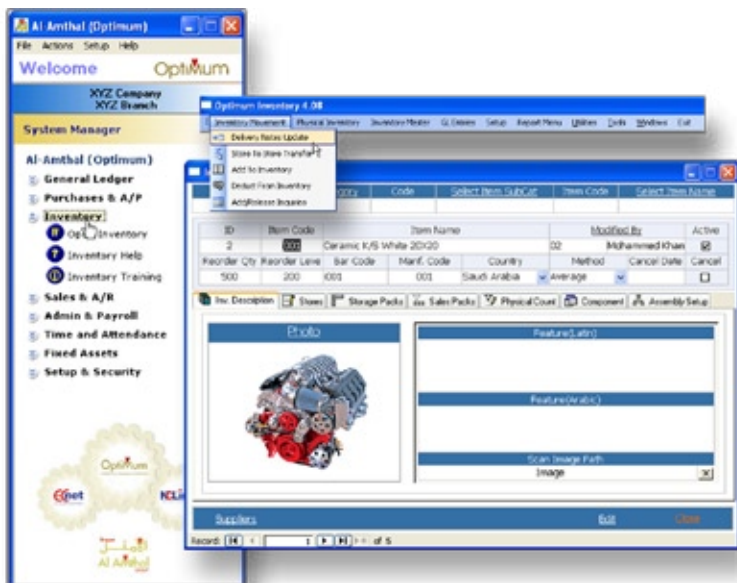 Al-Amthal (Optimum)
File Actions Setup Help
Welcome Optimum
XYZ Company
XYZ Branch
System Manager
Al-Amthal (Optimum)
General Ledger
Purchases & A/P
Inventory
Inventory
Inventory Help
Inventory Training
Sales & A/R
Admin & Payroll
Time and Attendance
Fixed Assets
Setup & Security
Optimum
Al Amthal
Optimum Inventory 4.08
Inventory Movement Physical Inventory Inventory Master GL Entries Setup Report Menu Utilities Tools Windows Exit
Delivery Notes Update
Store To Store Transfer
Add To Inventory
Deduct From Inventory
Add/Release Inquiries
Code Select Item SubCat Item Code Select Item Name
ID Item Code Item Name Modified By Active
2 001 Ceramic K/S White 20X20 02 Mohammed Khan
Reorder Qty Reorder Leve Bar Code Manf. Code Country Method Cancel Date Cancel
500 200 001 001 Saudi Arabia Average
Inv. Description Stores Storage Packs Sales Packs Physical Count Component Assembly Setup
Photo
Feature(Latin)
Feature(Arabic)
Scan Image Path
Image
Suppliers Edit Close
Record: 1 of 5